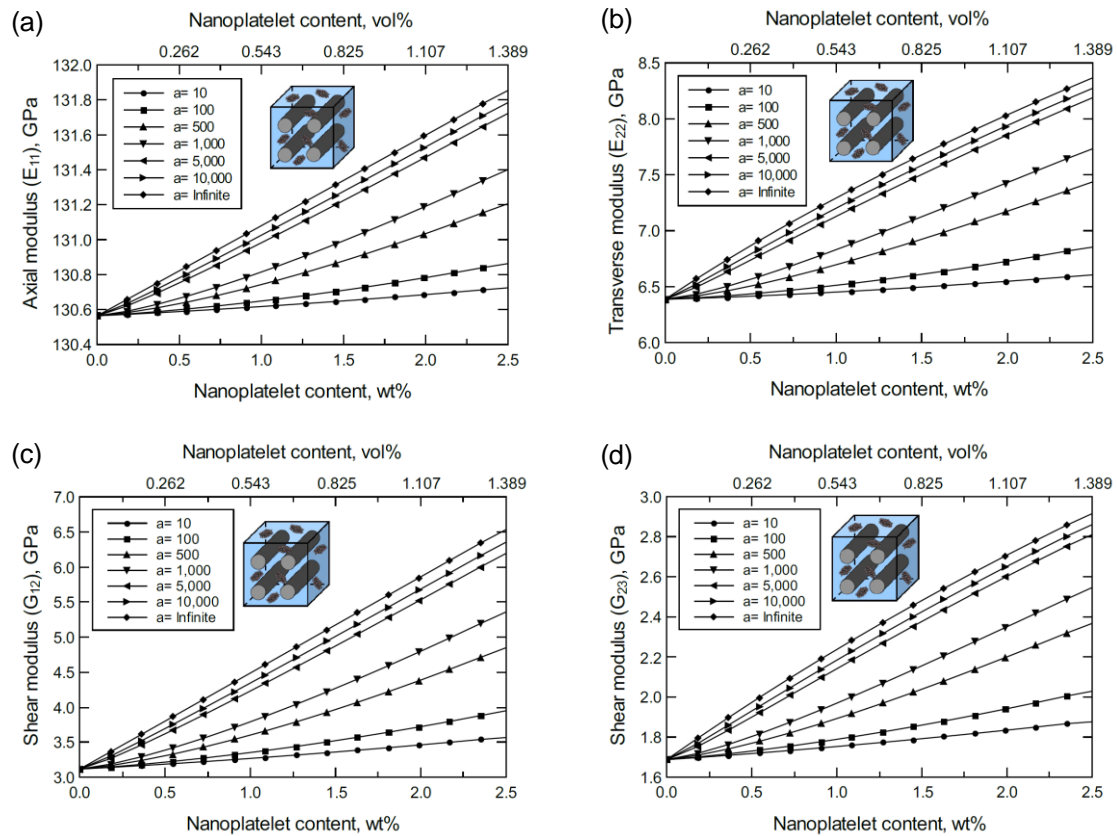 (a)
Nanoplatelet content, vol%
0.262 0.543 0.825 1.107 1.389
132.0
131.8
131.6
131.4
131.2
131.0
130.8
130.6
130.4
Axial modulus (E11), GPa
a= 10
a= 100
a= 500
a= 1,000
a= 5,000
a= 10,000
a= Infinite
0.0 0.5 1.0 1.5 2.0 2.5
Nanoplatelet content, wt%
(b)
Nanoplatelet content, vol%
0.262 0.543 0.825 1.107 1.389
8.5
8.0
7.5
7.0
6.5
6.0
Transverse modulus (E22), GPa
a= 10
a= 100
a= 500
a= 1,000
a= 5,000
a= 10,000
a= Infinite
0.0 0.5 1.0 1.5 2.0 2.5
Nanoplatelet content, wt%
(c)
Nanoplatelet content, vol%
0.262 0.543 0.825 1.107 1.389
7.0
6.5
6.0
5.5
5.0
4.5
4.0
3.5
3.0
Shear modulus (G12), GPa
a= 10
a= 100
a= 500
a= 1,000
a= 5,000
a= 10,000
a= Infinite
0.0 0.5 1.0 1.5 2.0 2.5
Nanoplatelet content, wt%
(d)
Nanoplatelet content, vol%
0.262 0.543 0.825 1.107 1.389
3.0
2.8
2.6
2.4
2.2
2.0
1.8
1.6
Shear modulus (G23), GPa
a= 10
a= 100
a= 500
a= 1,000
a= 5,000
a= 10,000
a= Infinite
0.0 0.5 1.0 1.5 2.0 2.5
Nanoplatelet content, wt%